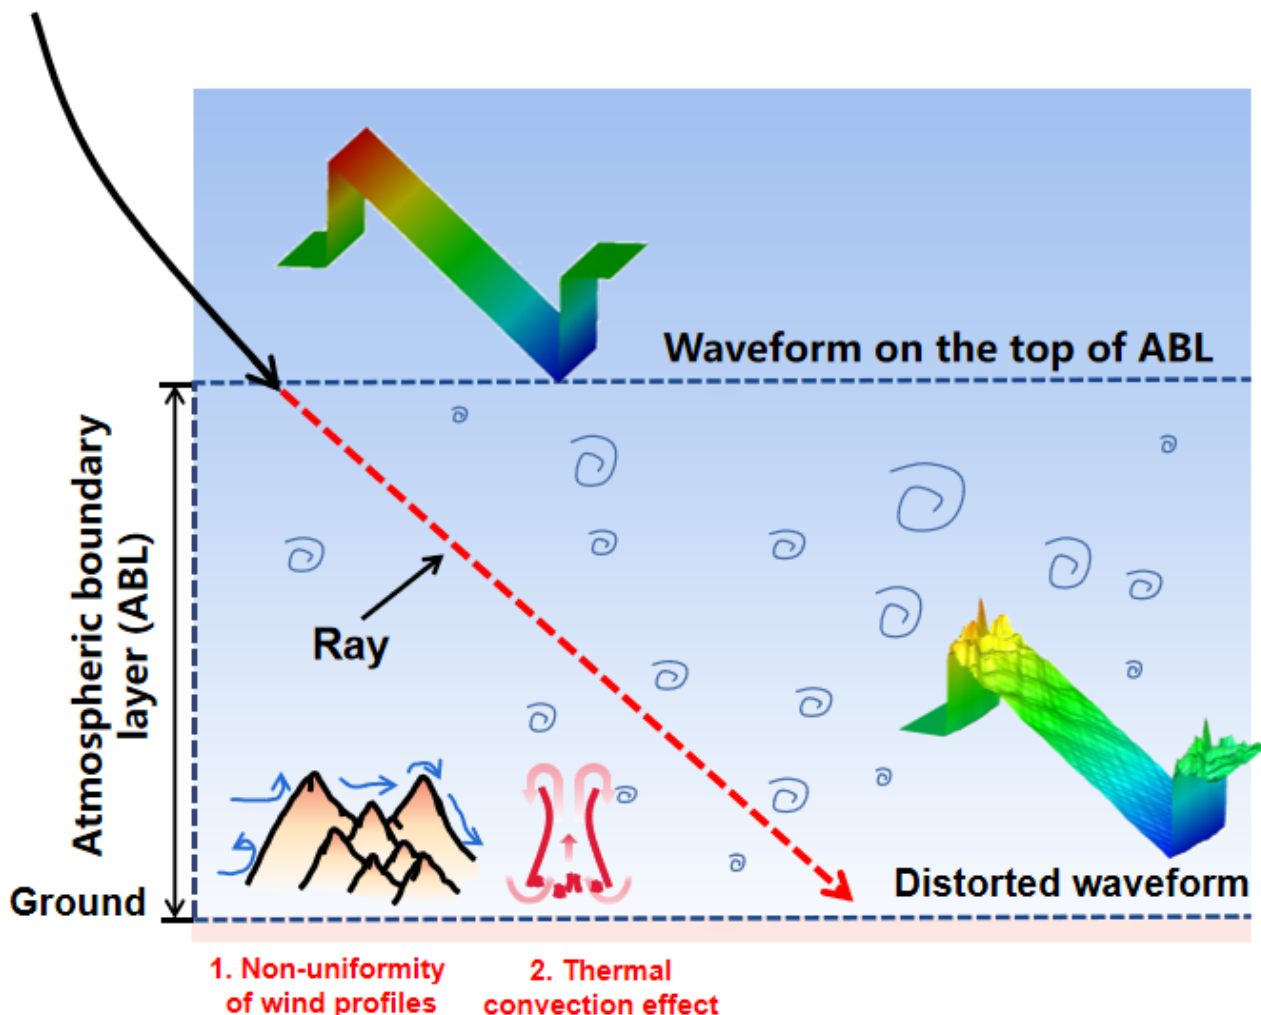 Waveform on the top of ABL
Atmospheric boundary
layer (ABL)
Ray
Distorted waveform
Ground
1. Non-uniformity
of wind profiles
2. Thermal
convection effect